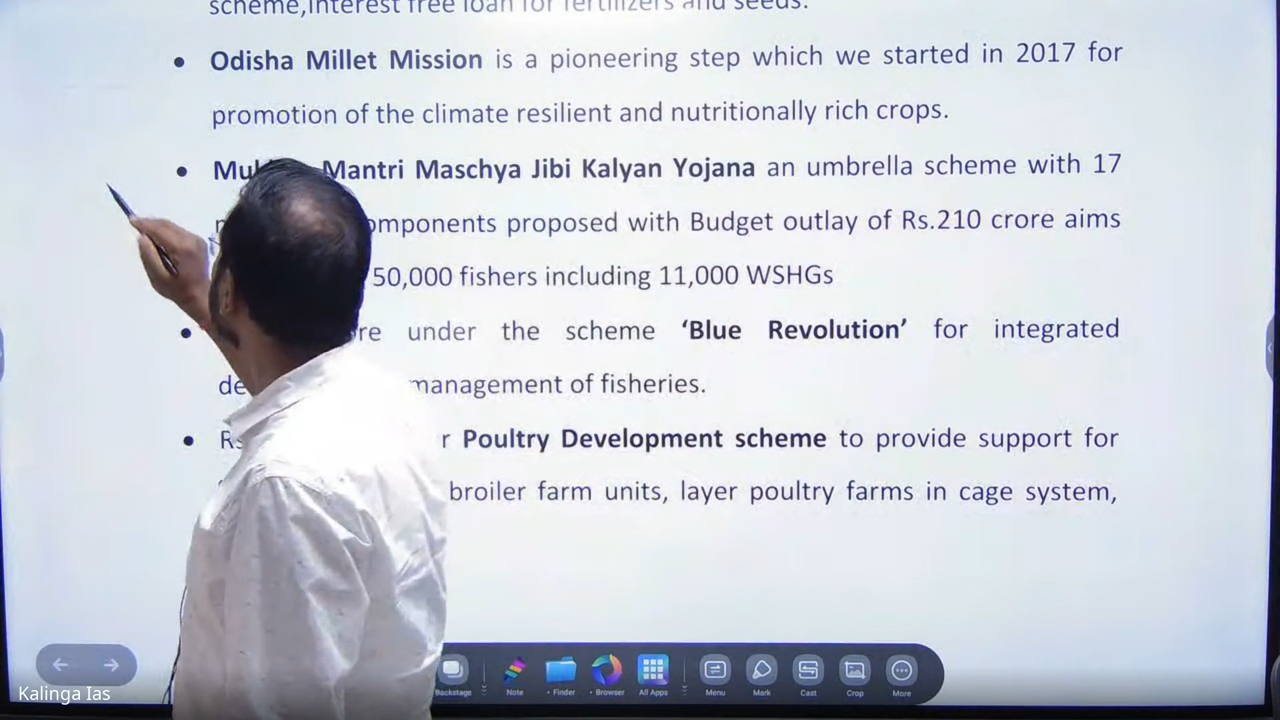 scheme,interest free loan for fertilizers and seeds.
• Odisha Millet Mission is a pioneering step which we started in 2017 for
promotion of the climate resilient and nutritionally rich crops.
• Mantri Maschya Jibi Kalyan Yojana an umbrella scheme with 17
proposed with Budget outlay of Rs.210 crore aims
50,000 fishers including 11,000 WSHGs
• under the scheme ‘Blue Revolution’ for integrated
management of fisheries.
• Poultry Development scheme to provide support for
broiler farm units, layer poultry farms in cage system,
Backstage Note • Finder • Browser All Apps Menu Mark Cast Crop More
Kalinga Ias